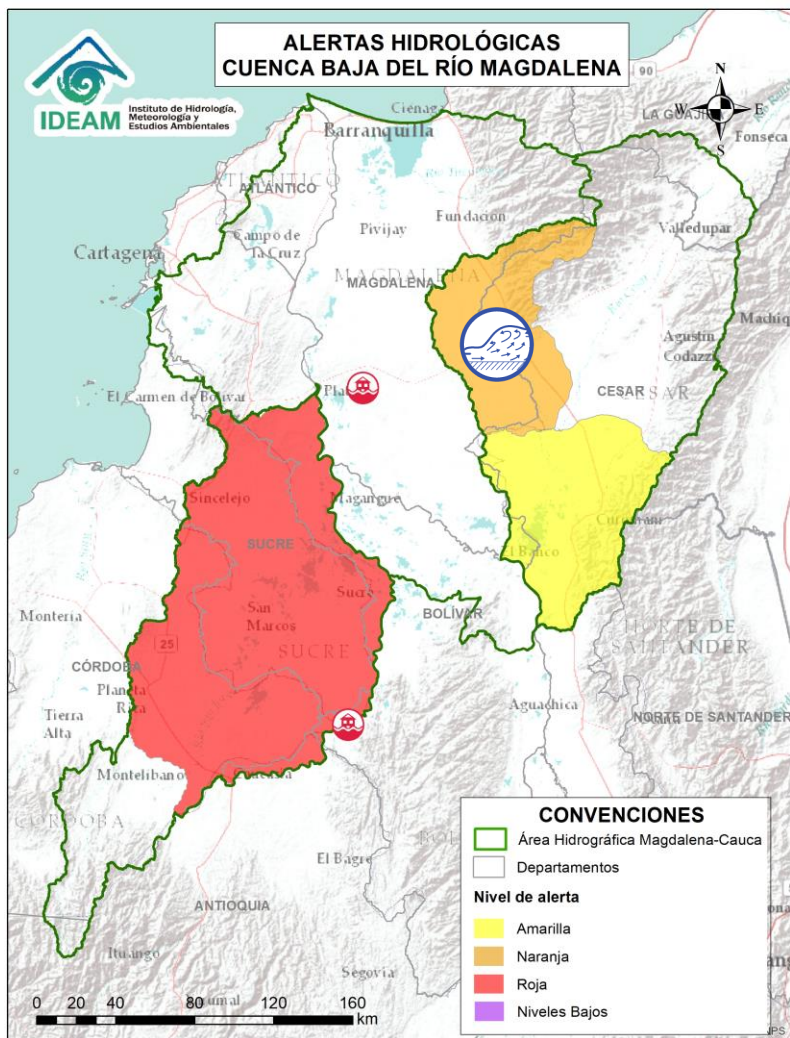 ALERTAS HIDROLÓGICAS
CUENCA BAJA DEL RÍO MAGDALENA
IDEAM
Instituto de Hidrología,
Meteorología y
Estudios Ambientales
N
W
E
S
90
LA GUAJIRA
Fonseca
Ciénaga
Barranquilla
ATLÁNTICO
Fundación
Pivijay
Campo de
la Cruz
Valledupar
Cartagena
MAGDALENA
MAGDALENA
Agustín
Codazzi
CESAR
CESAR
El Carmen de Bolívar
Sincelejo
Magangue
SUCRE
El Banco
Sucre
San
Marcos
BOLÍVAR
Montería
SUCRE
NORTE DE
SANTANDER
25
CÓRDOBA
Planeta
Rica
Aguachica
Tierra
Alta
NORTE DE SANTANDER
Montelíbano
CÓRDOBA
El Bagre
ANTIOQUIA
Ituango
Segovia
CONVENCIONES
Área Hidrográfica Magdalena-Cauca
Departamentos
Nivel de alerta
Amarilla
Naranja
Roja
Niveles Bajos
0 20 40 80 120 160
km